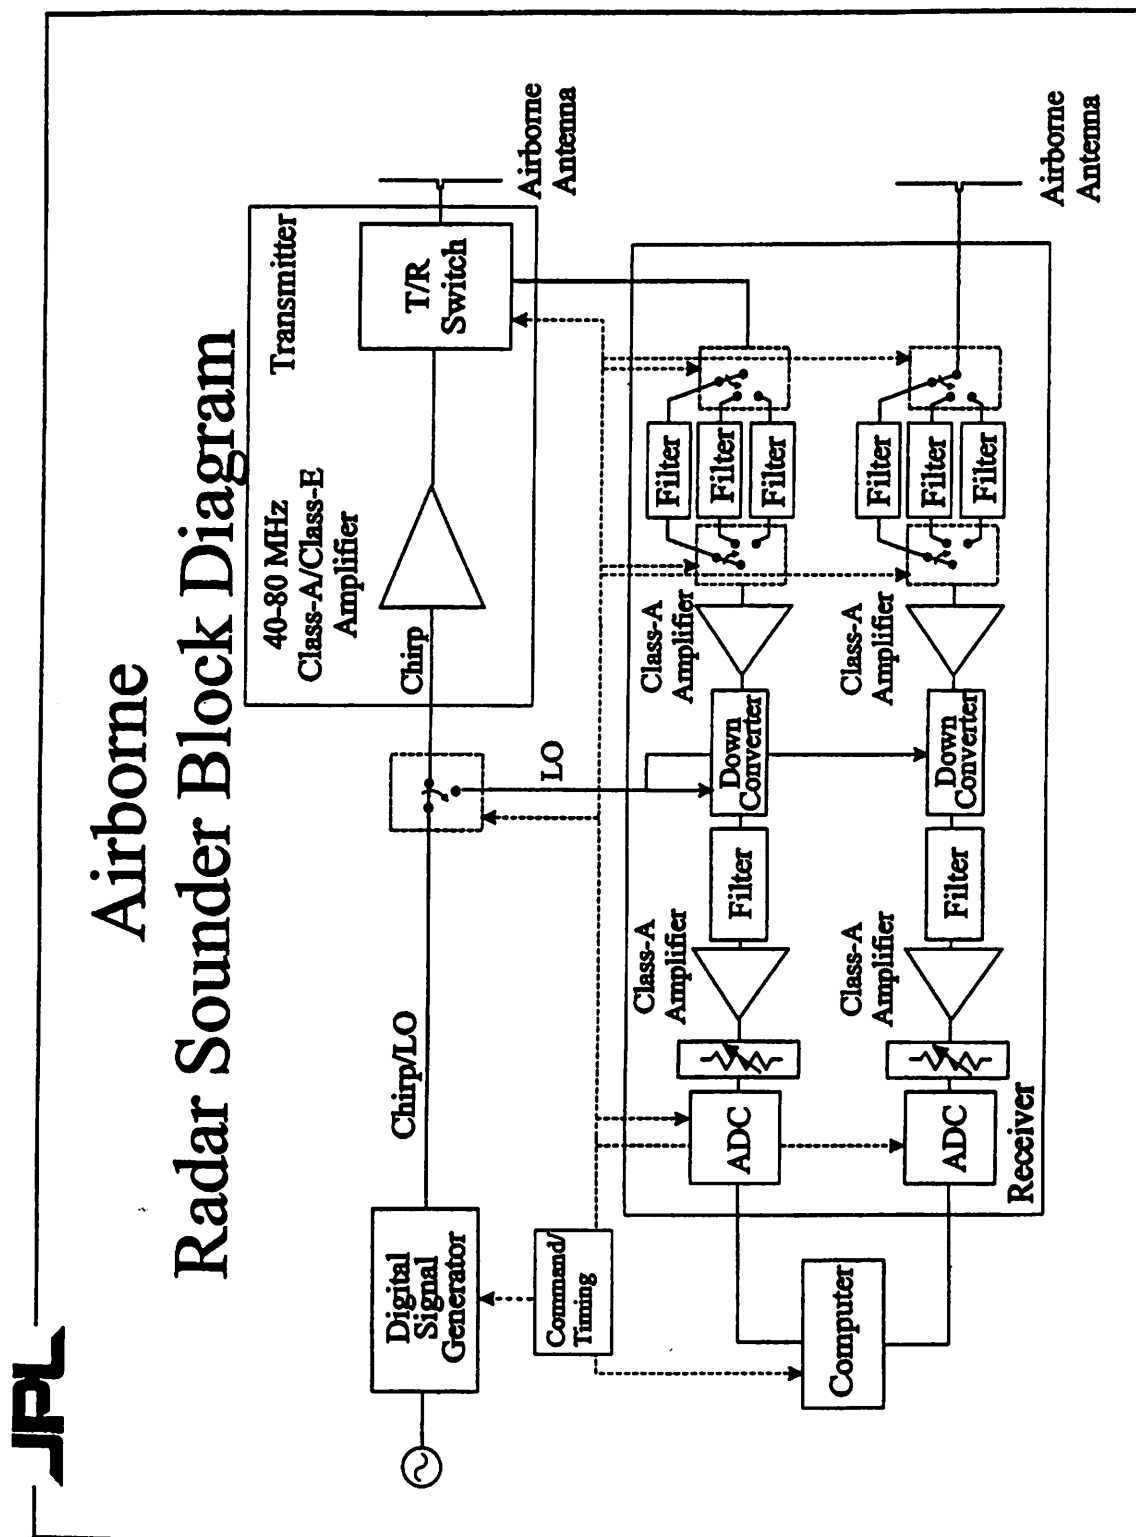 JPL
Airborne
Radar Sounder Block Diagram
40-80 MHz
Class-A/Class-E
Amplifier
Transmitter
Digital
Signal
Generator
Chirp/LO
Chirp
T/R
Switch
Airborne
Antenna
LO
Command/
Timing
Computer
ADC
Class-A
Amplifier
Filter
Down
Converter
Class-A
Amplifier
Filter
Filter
Filter
ADC
Class-A
Amplifier
Filter
Down
Converter
Class-A
Amplifier
Filter
Filter
Filter
Receiver
Airborne
Antenna